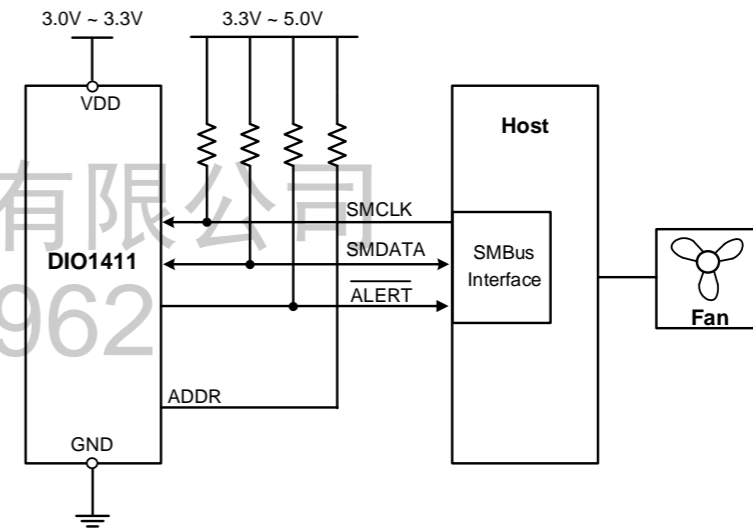 3.0V ~ 3.3V
3.3V ~ 5.0V
VDD
Host
有限公司
SMCLK
DIO1411
SMDATA
SMBus
Interface
ALERT
962
Fan
ADDR
GND